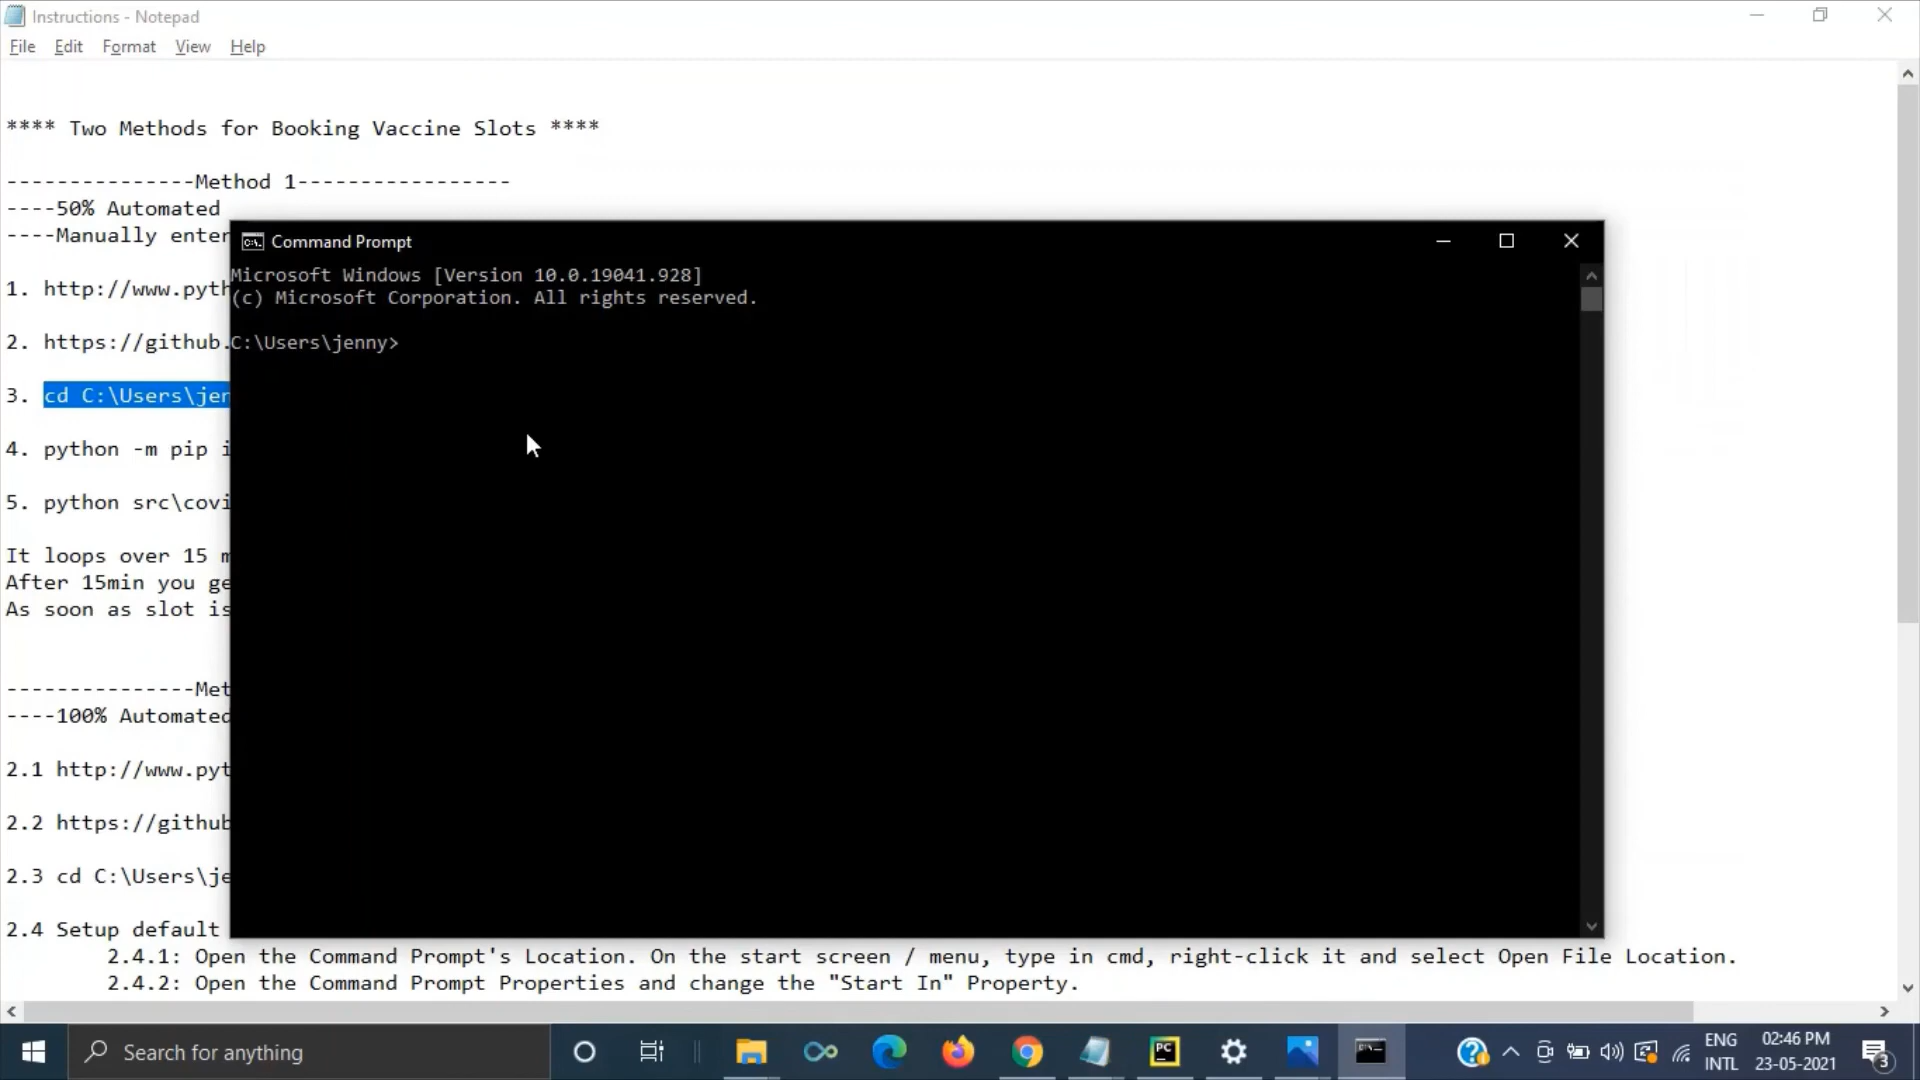 Instructions - Notepad
File Edit Format View Help
**** Two Methods for Booking Vaccine Slots ****
---------------Method 1-----------------
----50% Automated
----Manually enter
1. http://www.pyth
2. https://github.
3. cd C:\Users\jen
4. python -m pip i
5. python src\covi
It loops over 15 m
After 15min you ge
As soon as slot is
---------------Met
----100% Automated
2.1 http://www.pyt
2.2 https://github
2.3 cd C:\Users\je
2.4 Setup default
2.4.1: Open the Command Prompt's Location. On the start screen / menu, type in cmd, right-click it and select Open File Location.
2.4.2: Open the Command Prompt Properties and change the "Start In" Property.
Command Prompt
Microsoft Windows [Version 10.0.19041.928]
(c) Microsoft Corporation. All rights reserved.
C:\Users\jenny>
Search for anything
PC
ENG
INTL
02:46 PM
23-05-2021
3